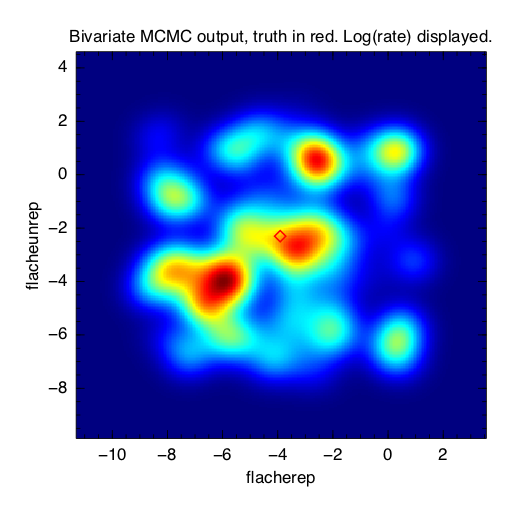 Bivariate MCMC output, truth in red. Log(rate) displayed.
4
2
0
−2
−4
−6
−8
flacheunrep
−10 −8 −6 −4 −2 0 2
flacherep